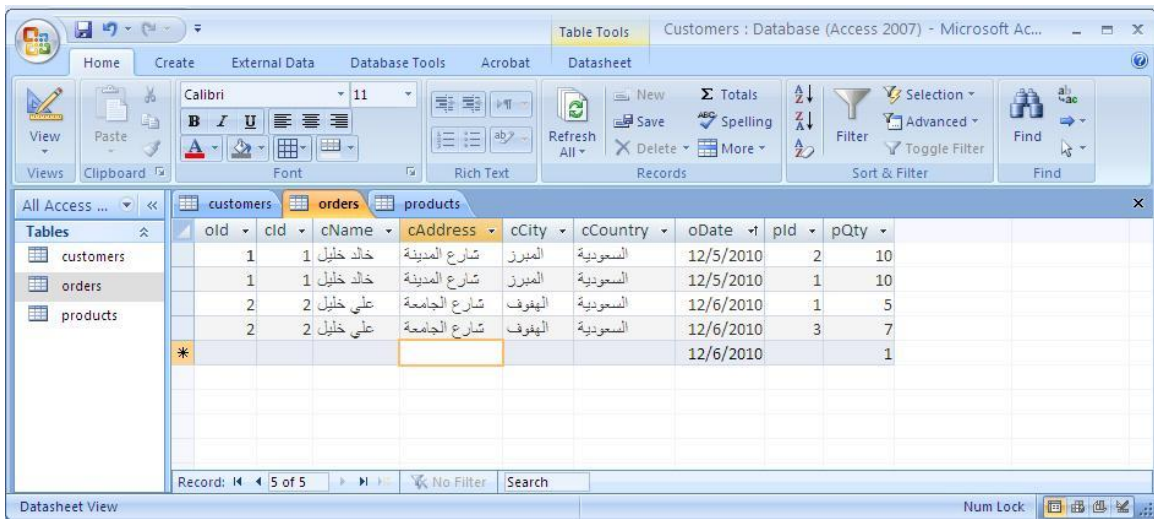 Table Tools Customers : Database (Access 2007) - Microsoft Ac...
Home Create External Data Database Tools Acrobat Datasheet
View
Views
Paste
Clipboard
Calibri 11
B I U
A
Font
ab
Rich Text
Refresh All
New
Save
Delete
Σ Totals
ABC Spelling
More
Records
A Z
Z A
A Z
Filter
Selection
Advanced
Toggle Filter
Sort & Filter
Find
ab ac
Find
All Access ...
Tables
customers
orders
products
customers orders products
oId cId cName cAddress cCity cCountry oDate pId pQty
1 1 خالد خليل شارع المدينة المبرز السعودية 12/5/2010 2 10
1 1 خالد خليل شارع المدينة المبرز السعودية 12/5/2010 1 10
2 2 علي خليل شارع الجامعة الهفوف السعودية 12/6/2010 1 5
2 2 علي خليل شارع الجامعة الهفوف السعودية 12/6/2010 3 7
* 12/6/2010 1
Record: 5 of 5 No Filter Search
Datasheet View Num Lock